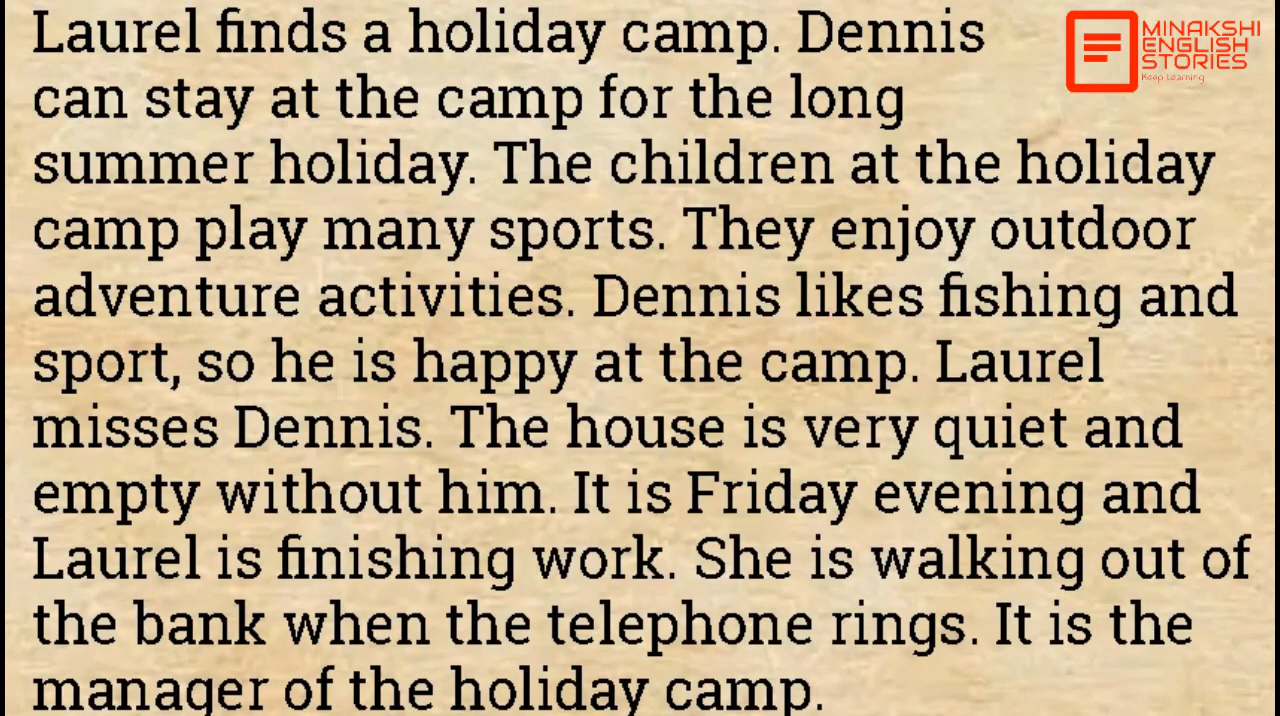 Laurel finds a holiday camp. Dennis
can stay at the camp for the long
summer holiday. The children at the holiday
camp play many sports. They enjoy outdoor
adventure activities. Dennis likes fishing and
sport, so he is happy at the camp. Laurel
misses Dennis. The house is very quiet and
empty without him. It is Friday evening and
Laurel is finishing work. She is walking out of
the bank when the telephone rings. It is the
manager of the holiday camp.
MINAKSHI
ENGLISH
STORIES
Keep Learning